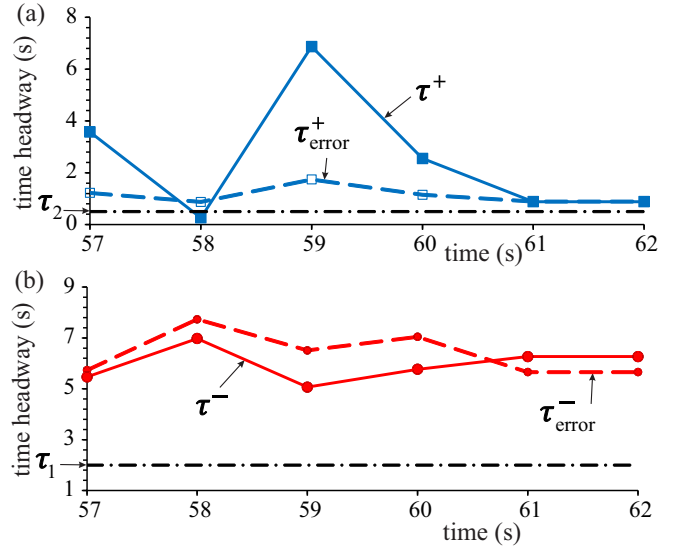 (a)
time headway (s)
8
6
4
2
0
τ₂
τ⁺
τ⁺error
57 58 59 60 61 62
time (s)
(b)
time headway (s)
9
7
5
3
1
τ₁
τ⁻
τ⁻error
57 58 59 60 61 62
time (s)